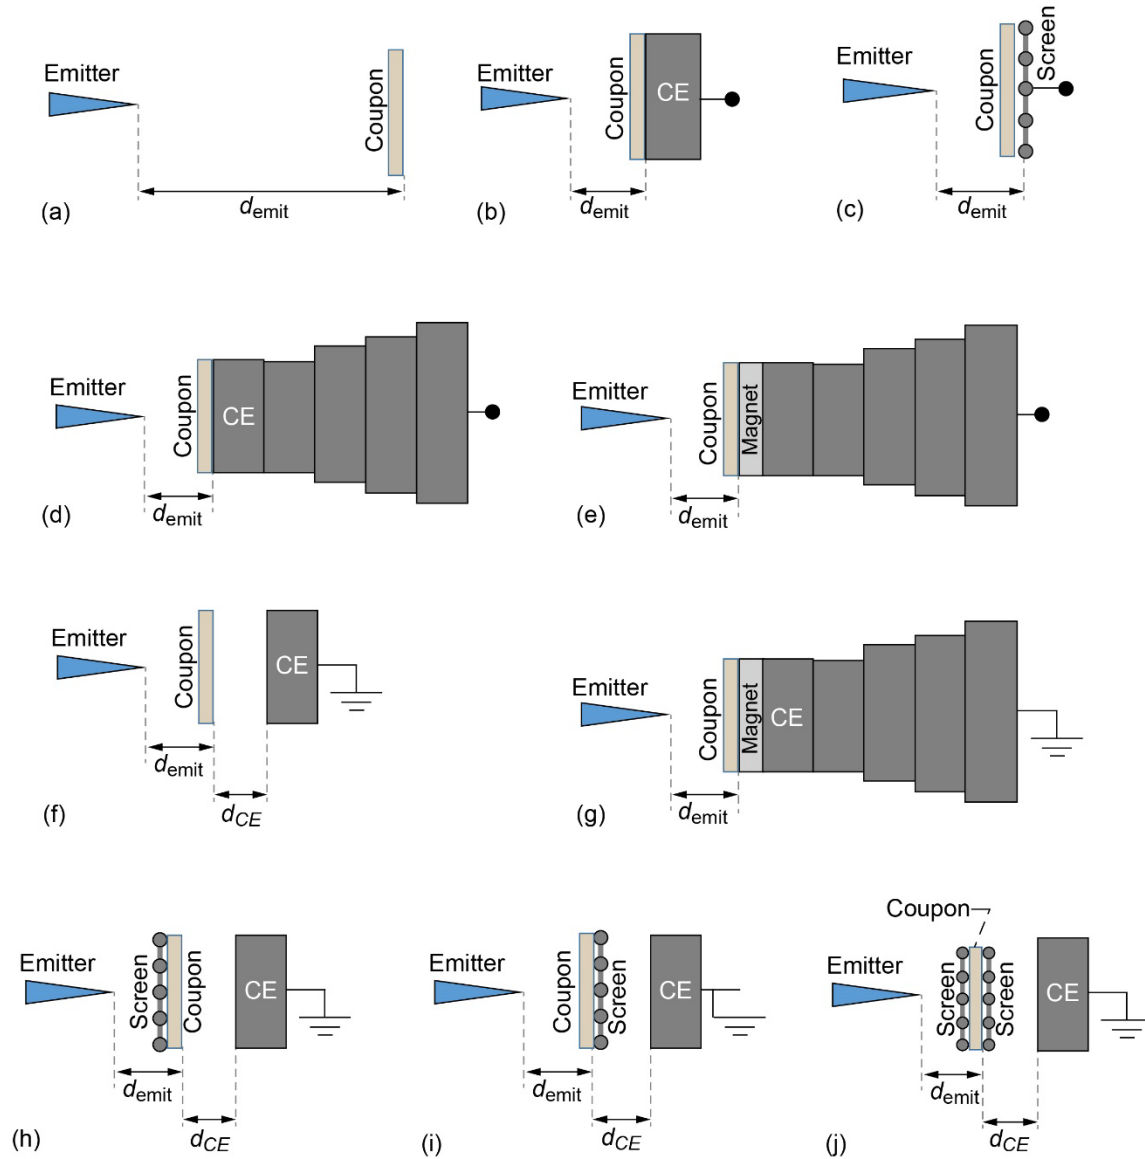 Emitter
Coupon
d_emit
(a)
Coupon
Emitter
CE
d_emit
(b)
Screen
Coupon
Emitter
d_emit
(c)
Emitter
Coupon
CE
d_emit
(d)
Emitter
Coupon
Magnet
d_emit
(e)
Emitter
Coupon
CE
d_emit
d_CE
(f)
Emitter
Coupon
Magnet
CE
d_emit
(g)
Emitter
Screen
Coupon
CE
d_emit
d_CE
(h)
Emitter
Coupon
Screen
CE
d_emit
d_CE
(i)
Coupon
Emitter
Screen
Screen
CE
d_emit
d_CE
(j)